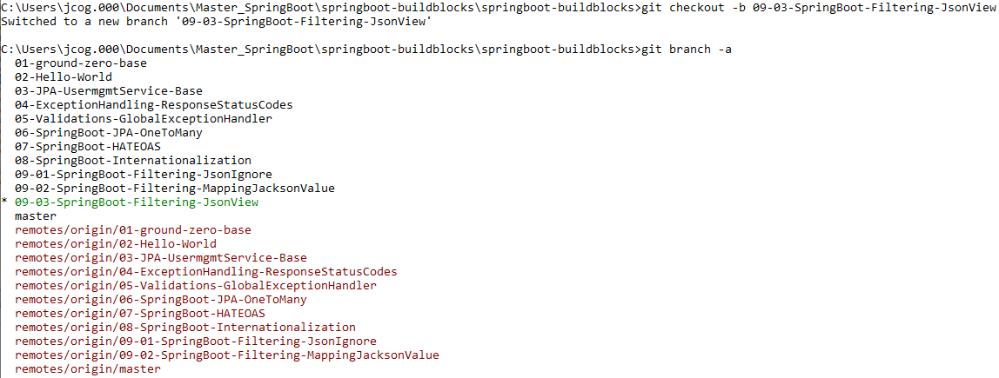 C:\Users\jcog.000\Documents\Master_SpringBoot\springboot-buildblocks\springboot-buildblocks>git checkout -b 09-03-SpringBoot-Filtering-JsonView
Switched to a new branch '09-03-SpringBoot-Filtering-JsonView'
C:\Users\jcog.000\Documents\Master_SpringBoot\springboot-buildblocks\springboot-buildblocks>git branch -a
01-ground-zero-base
02-Hello-World
03-JPA-UsermgmtService-Base
04-ExceptionHandling-ResponseStatusCodes
05-Validations-GlobalExceptionHandler
06-SpringBoot-JPA-OneToMany
07-SpringBoot-HATEOAS
08-SpringBoot-Internationalization
09-01-SpringBoot-Filtering-JsonIgnore
09-02-SpringBoot-Filtering-MappingJacksonValue
* 09-03-SpringBoot-Filtering-JsonView
master
remotes/origin/01-ground-zero-base
remotes/origin/02-Hello-World
remotes/origin/03-JPA-UsermgmtService-Base
remotes/origin/04-ExceptionHandling-ResponseStatusCodes
remotes/origin/05-Validations-GlobalExceptionHandler
remotes/origin/06-SpringBoot-JPA-OneToMany
remotes/origin/07-SpringBoot-HATEOAS
remotes/origin/08-SpringBoot-Internationalization
remotes/origin/09-01-SpringBoot-Filtering-JsonIgnore
remotes/origin/09-02-SpringBoot-Filtering-MappingJacksonValue
remotes/origin/master